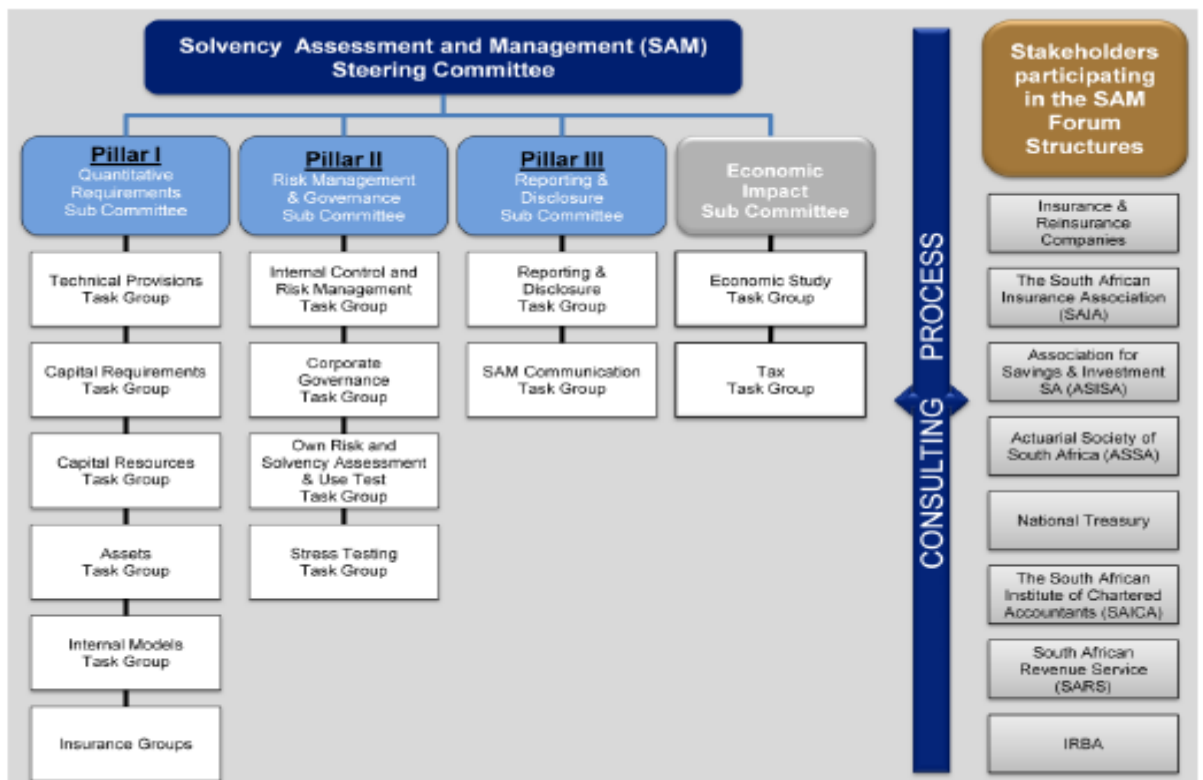 Solvency Assessment and Management (SAM)
Steering Committee
Pillar I
Quantitative
Requirements
Sub Committee
Technical Provisions
Task Group
Capital Requirements
Task Group
Capital Resources
Task Group
Assets
Task Group
Internal Models
Task Group
Insurance Groups
Pillar II
Risk Management
& Governance
Sub Committee
Internal Control and
Risk Management
Task Group
Corporate
Governance
Task Group
Own Risk and
Solvency Assessment
& Use Test
Task Group
Stress Testing
Task Group
Pillar III
Reporting &
Disclosure
Sub Committee
Reporting &
Disclosure
Task Group
SAM Communication
Task Group
Economic
Impact
Sub Committee
Economic Study
Task Group
Tax
Task Group
CONSULTING PROCESS
Stakeholders
participating
in the SAM
Forum
Structures
Insurance &
Reinsurance
Companies
The South African
Insurance Association
(SAIA)
Association for
Savings & Investment
SA (ASISA)
Actuarial Society of
South Africa (ASSA)
National Treasury
The South African
Institute of Chartered
Accountants (SAICA)
South African
Revenue Service
(SARS)
IRBA